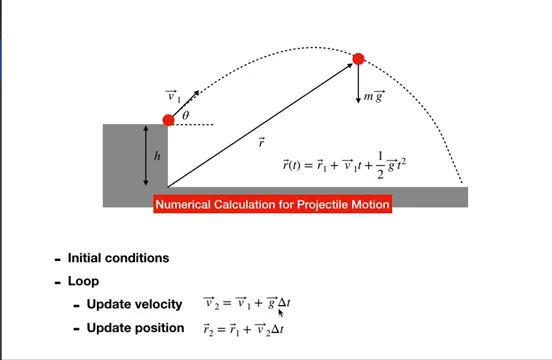 v⃗₁
θ
mg⃗
h
r⃗
r⃗(t) = r⃗₁ + v⃗₁t + 1/2 g⃗t²
Numerical Calculation for Projectile Motion
- Initial conditions
- Loop
- Update velocity v⃗₂ = v⃗₁ + g⃗Δt
- Update position r⃗₂ = r⃗₁ + v⃗₂Δt